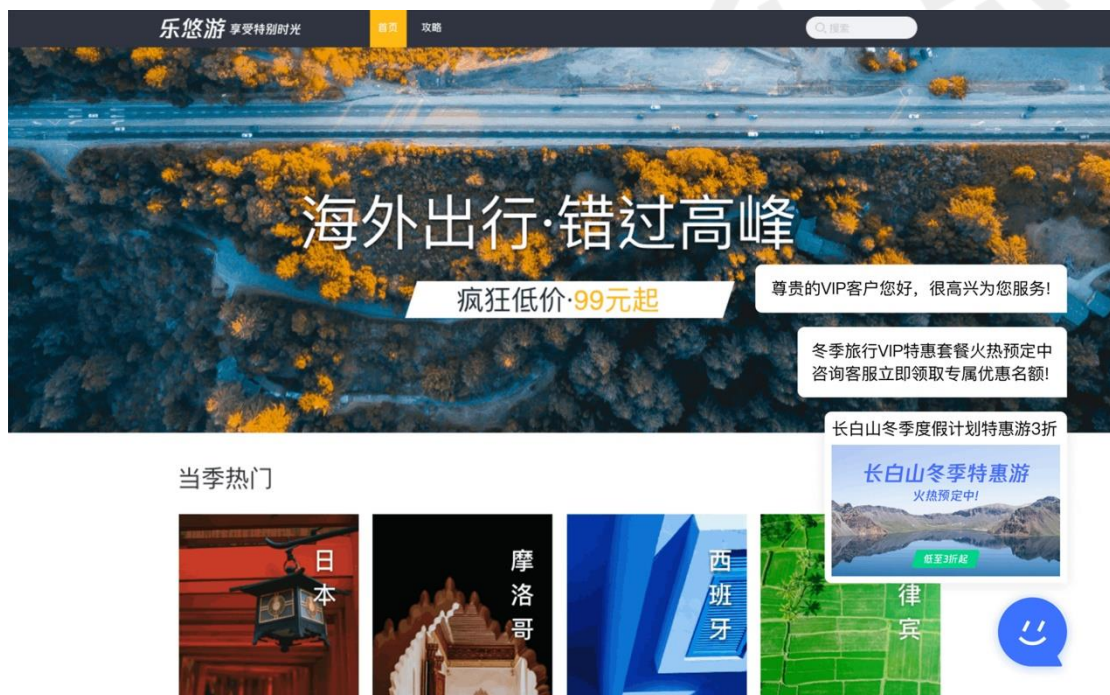 乐悠游 享受特别时光
首页 攻略
搜索
海外出行·错过高峰
疯狂低价·99元起
尊贵的VIP客户您好，很高兴为您服务!
冬季旅行VIP特惠套餐火热预定中
咨询客服立即领取专属优惠名额!
长白山冬季度假计划特惠游3折
长白山冬季特惠游
火热预定中!
低至3折起
当季热门
日本
摩洛哥
西班牙
律宾